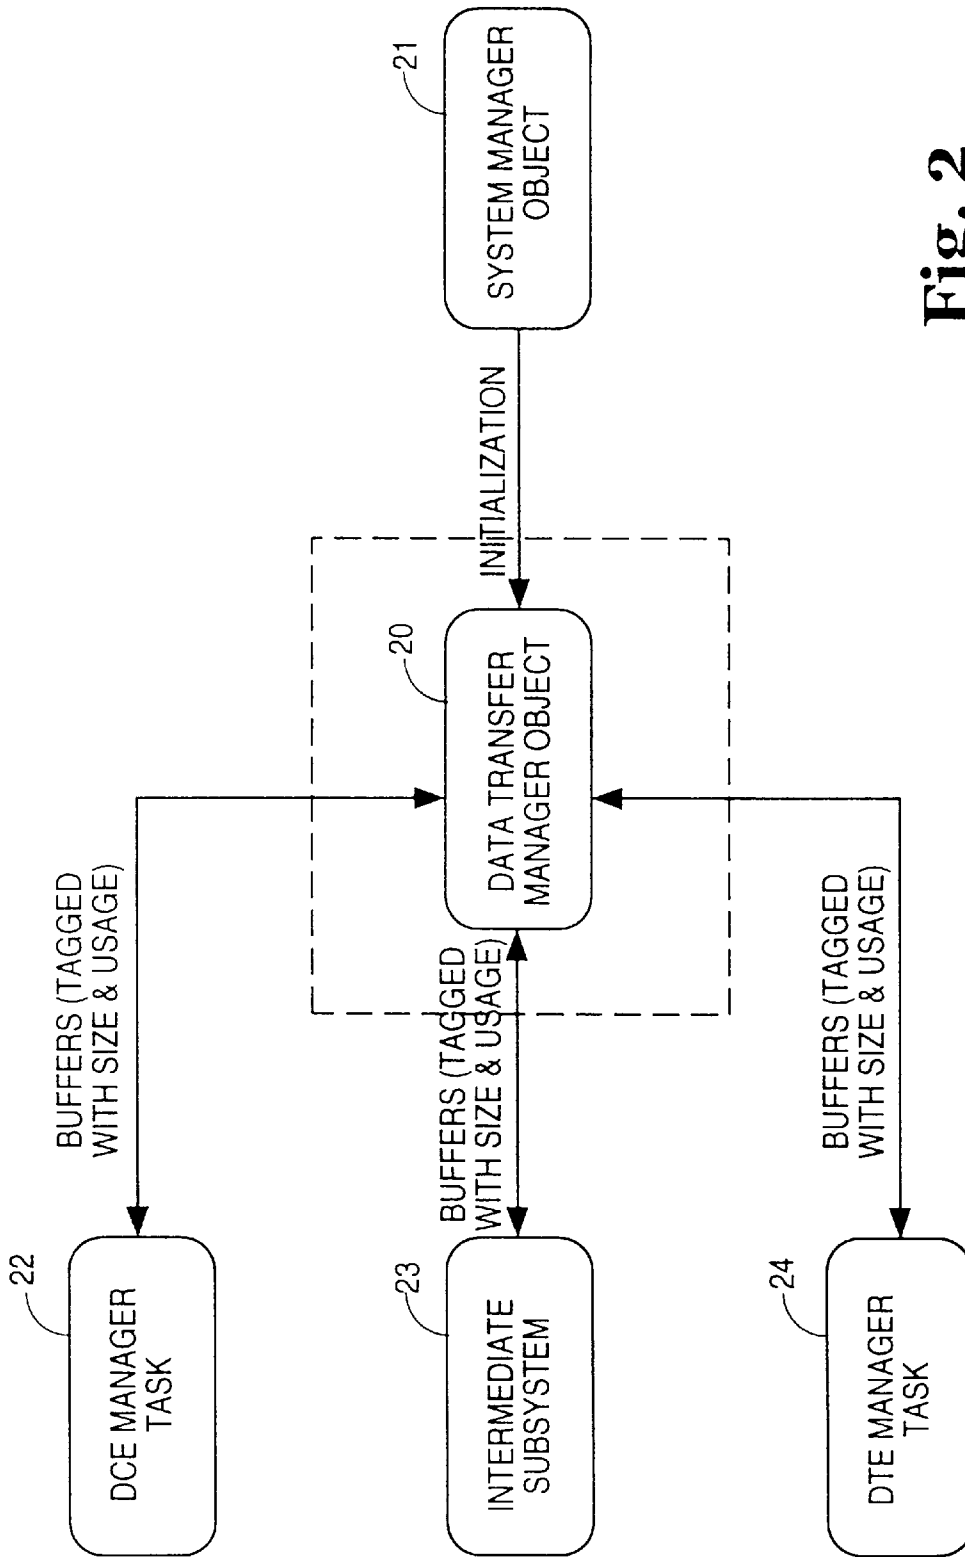 22
DCE MANAGER
TASK
BUFFERS (TAGGED
WITH SIZE & USAGE)
23
INTERMEDIATE
SUBSYSTEM
BUFFERS (TAGGED
WITH SIZE & USAGE)
24
DTE MANAGER
TASK
BUFFERS (TAGGED
WITH SIZE & USAGE)
20
DATA TRANSFER
MANAGER OBJECT
INITIALIZATION
21
SYSTEM MANAGER
OBJECT
Fig. 2